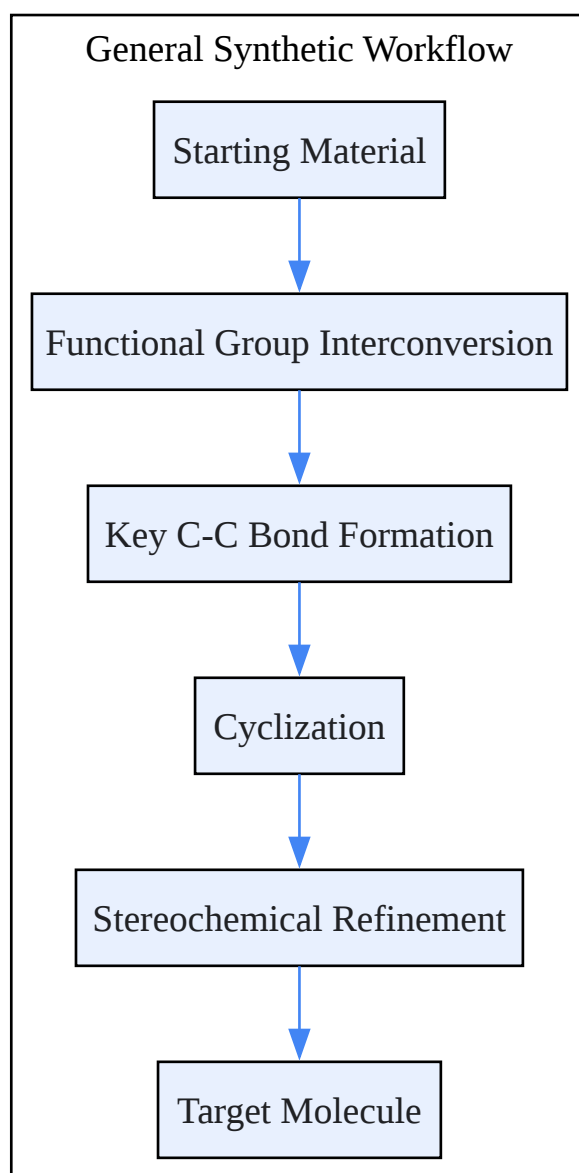 General Synthetic Workflow
Starting Material
Functional Group Interconversion
Key C-C Bond Formation
Cyclization
Stereochemical Refinement
Target Molecule